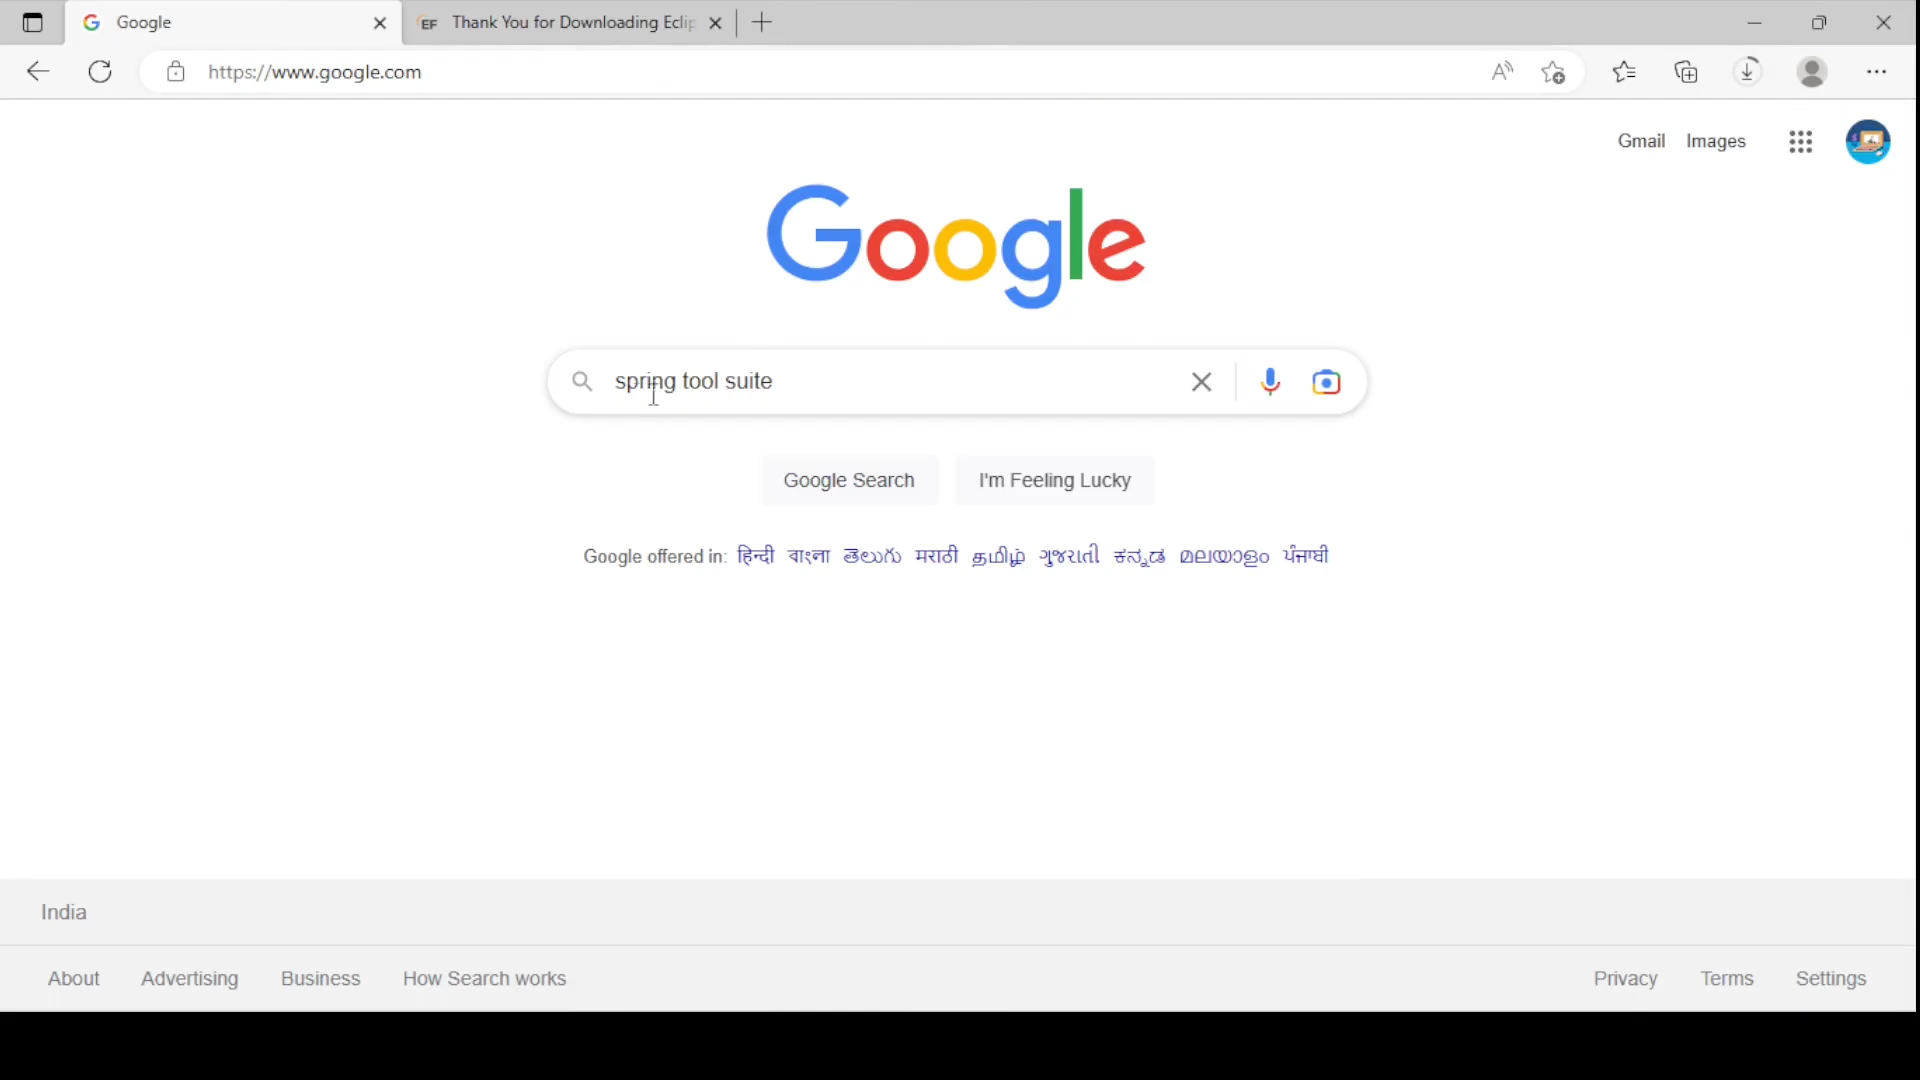 Google
EF Thank You for Downloading Eclip
https://www.google.com
Gmail Images
Google
spring tool suite
Google Search I'm Feeling Lucky
Google offered in: हिन्दी বাংলা తెలుగు मराठी தமிழ் ગુજરાતી ಕನ್ನಡ മലയാളം ਪੰਜਾਬੀ
India
About Advertising Business How Search works Privacy Terms Settings